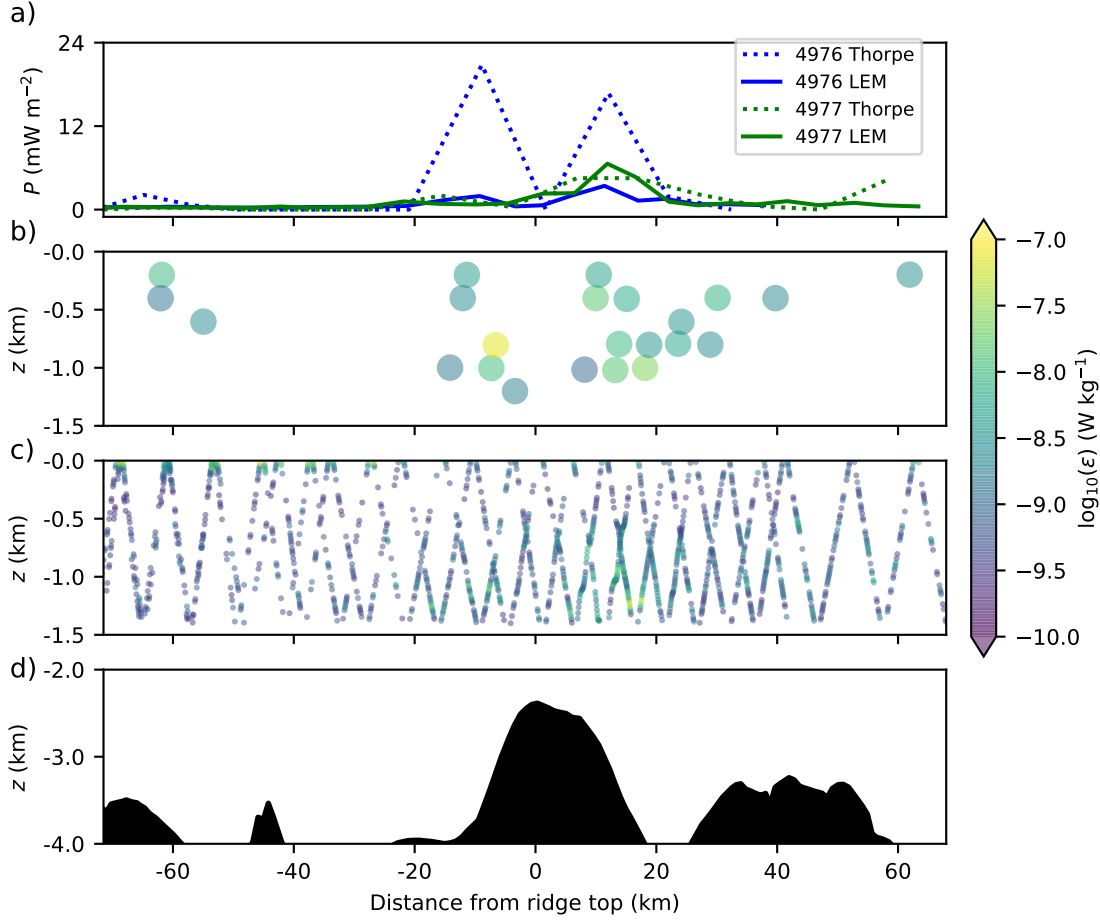 a)
24
12
0
P (mW m⁻²)
4976 Thorpe
4976 LEM
4977 Thorpe
4977 LEM
b)
-0.0
-0.5
-1.0
-1.5
z (km)
c)
-0.0
-0.5
-1.0
-1.5
z (km)
−7.0
−7.5
−8.0
−8.5
−9.0
−9.5
−10.0
log₁₀(ε) (W kg⁻¹)
d)
-2.0
-3.0
-4.0
z (km)
-60 -40 -20 0 20 40 60
Distance from ridge top (km)